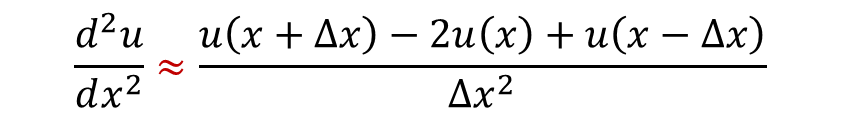 d²u/dx² ≈ (u(x + Δx) − 2u(x) + u(x − Δx))/Δx²